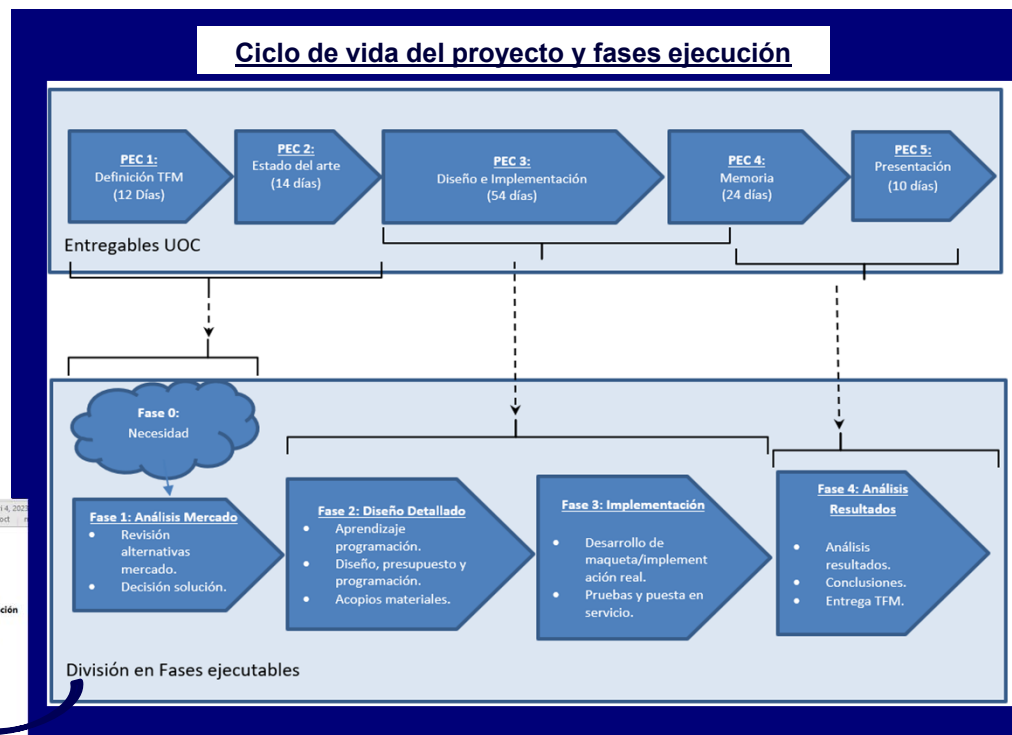 Ciclo de vida del proyecto y fases ejecución
PEC 1:
Definición TFM
(12 Días)
PEC 2:
Estado del arte
(14 días)
PEC 3:
Diseño e Implementación
(54 días)
PEC 4:
Memoria
(24 días)
PEC 5:
Presentación
(10 días)
Entregables UOC
Fase 0:
Necesidad
Fase 1: Análisis Mercado
• Revisión
alternativas
mercado.
• Decisión solución.
Fase 2: Diseño Detallado
• Aprendizaje
programación.
• Diseño, presupuesto y
programación.
• Acopios materiales.
Fase 3: Implementación
• Desarrollo de
maqueta/implement
ación real.
• Pruebas y puesta en
servicio.
Fase 4: Análisis
Resultados
• Análisis
resultados.
• Conclusiones.
• Entrega TFM.
División en Fases ejecutables
4, 2023
oct
ción